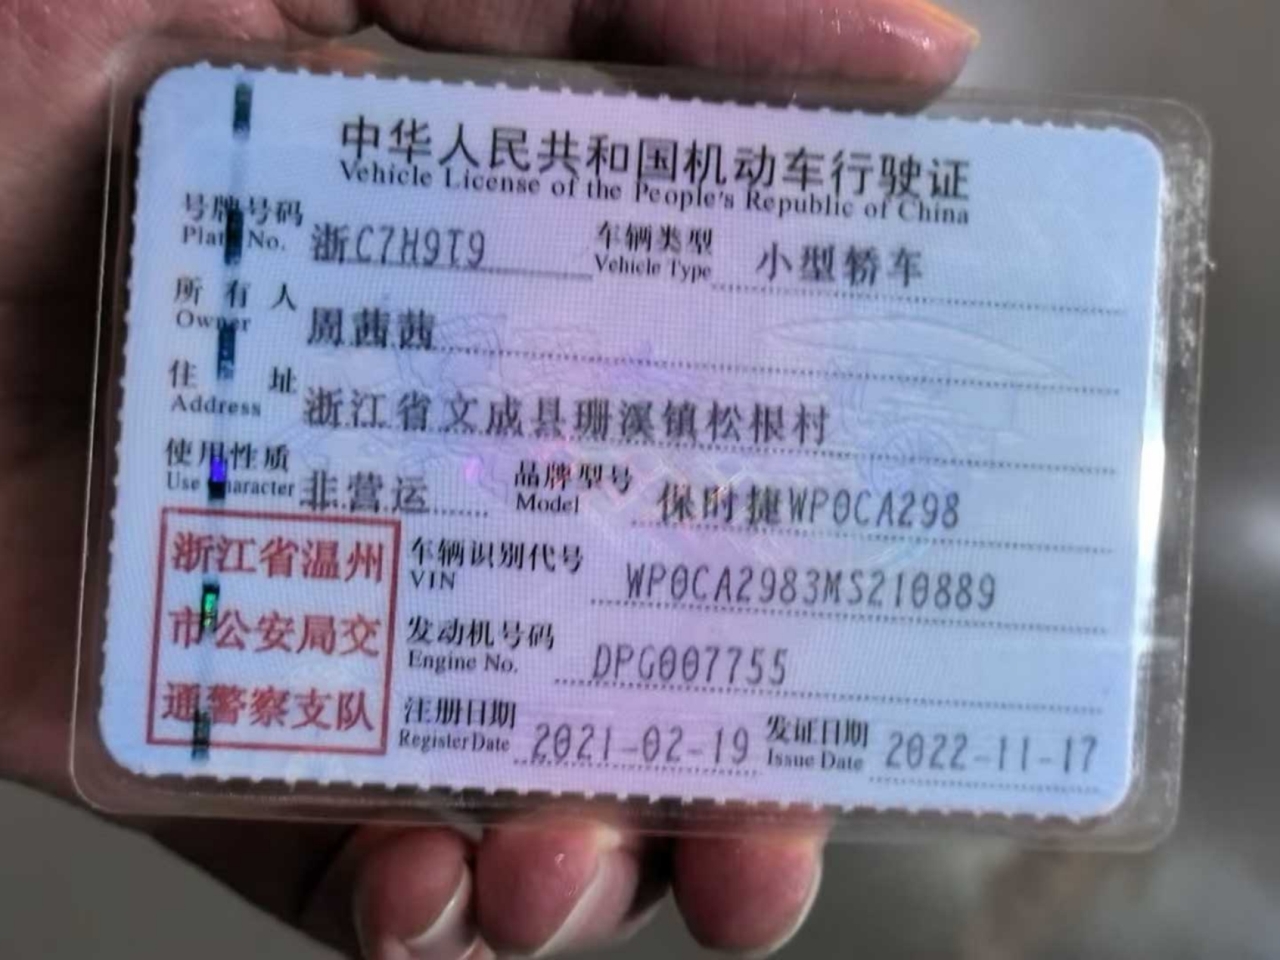 中华人民共和国机动车行驶证
Vehicle License of the People's Republic of China
号牌号码 浙C7H9T9 车辆类型 小型轿车
Plate No. Vehicle Type
所有人 周茜茜
Owner
住址 浙江省文成县珊溪镇松根村
Address
使用性质 非营运 品牌型号 保时捷WP0CA298
Use Character Model
浙江省温州
市公安局交
通警察支队
车辆识别代号 WP0CA2983MS210889
VIN
发动机号码 DPG007755
Engine No.
注册日期 2021-02-19 发证日期 2022-11-17
Register Date Issue Date